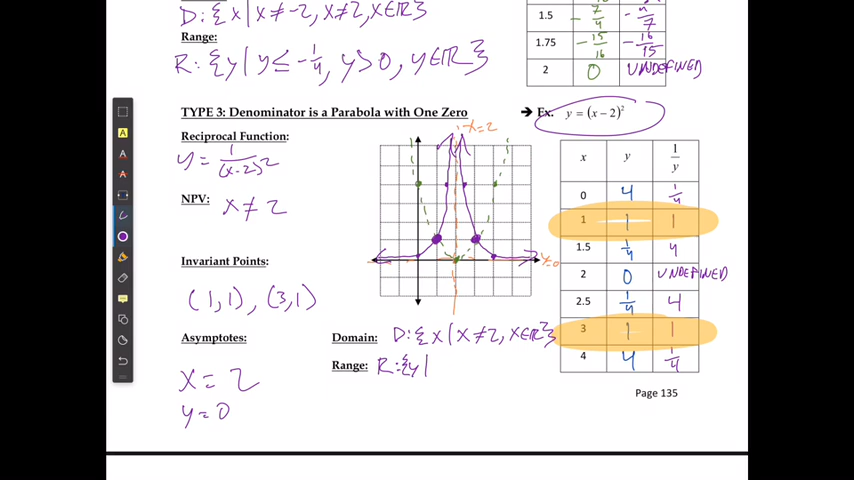 D: {x | x ≠ -2, x ≠ 2, x∈ℝ}
Range:
R: {y | y ≤ -1/4, y > 0, y∈ℝ}
1.5 -7/4 -4/7
1.75 -15/16 -16/15
2 0 UNDEFINED
TYPE 3: Denominator is a Parabola with One Zero
➔ Ex. y = (x − 2)²
Reciprocal Function:
y = 1/(x-2)²
NPV: x ≠ 2
Invariant Points:
(1,1), (3,1)
Asymptotes:
x = 2
y = 0
x=2
y=0
Domain: D: {x | x ≠ 2, x∈ℝ}
Range: R: {y |
x y 1/y
0 4 1/4
1 1 1
1.5 1/4 4
2 0 UNDEFINED
2.5 1/4 4
3 1 1
4 4 1/4
Page 135